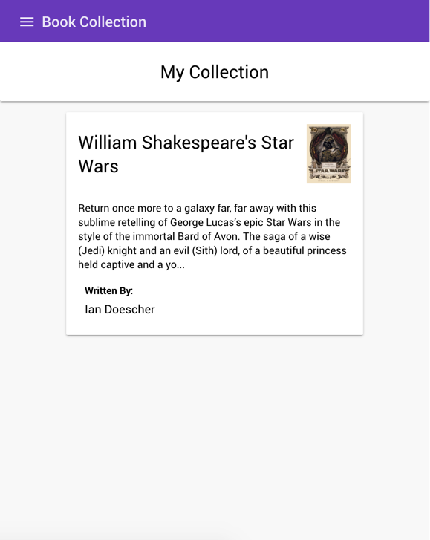 Book Collection
My Collection
William Shakespeare's Star
Wars
STAR WARS
Return once more to a galaxy far, far away with this
sublime retelling of George Lucas's epic Star Wars in the
style of the immortal Bard of Avon. The saga of a wise
(Jedi) knight and an evil (Sith) lord, of a beautiful princess
held captive and a yo...
Written By:
Ian Doescher